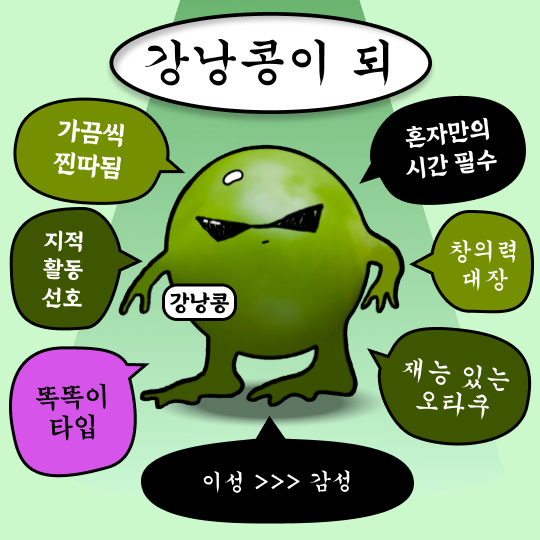 강낭콩이 되
가끔씩
찐따됨
혼자만의
시간 필수
지적
활동
선호
창의력
대장
강낭콩
똑똑이
타입
재능 있는
오타쿠
이성 >>> 감성